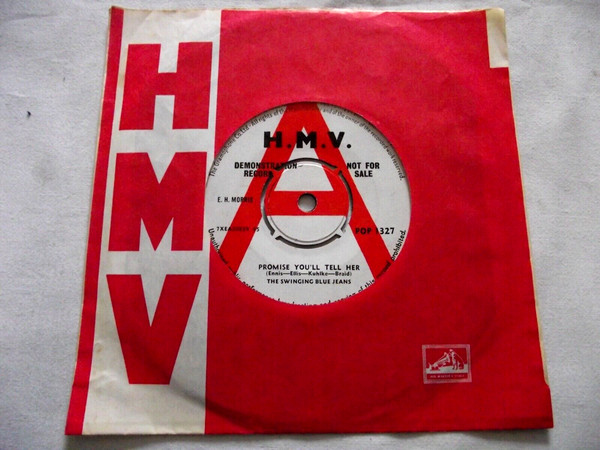 H
M
V
H.M.V.
DEMONSTRATION NOT FOR
RECORD SALE
E. H. MORRIS
POP 1327
PROMISE YOU'LL TELL HER
(Ennis—Ellis—Kuhlke—Braid)
THE SWINGING BLUE JEANS